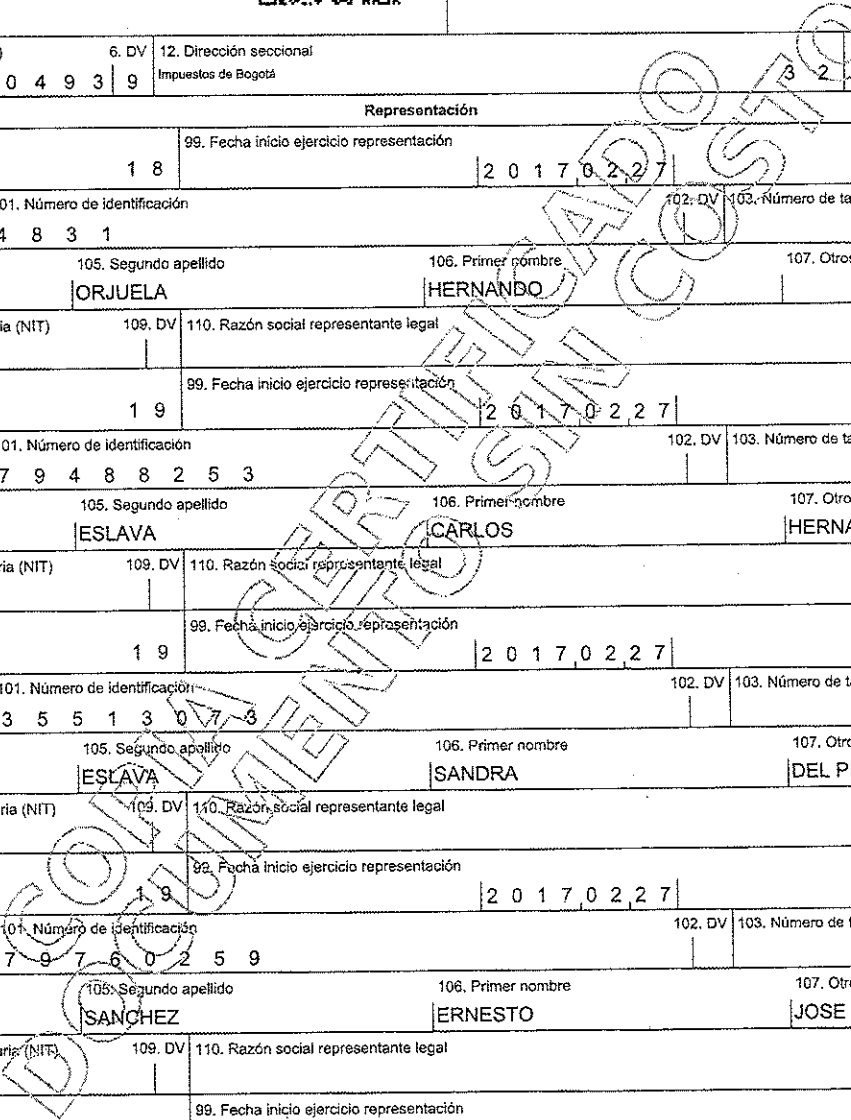 6. DV 12. Dirección seccional
0 4 9 3 9 Impuestos de Bogotá 3 2
Representación
99. Fecha inicio ejercicio representación
1 8 2 0 1 7 0 2 2 7
01. Número de identificación 102. DV 103. Número de ta
4 8 3 1
105. Segundo apellido 106. Primer nombre 107. Otros
ORJUELA HERNANDO
ia (NIT) 109. DV 110. Razón social representante legal
99. Fecha inicio ejercicio representación
1 9 2 0 1 7 0 2 2 7
01. Número de identificación 102. DV 103. Número de ta
7 9 4 8 8 2 5 3
105. Segundo apellido 106. Primer nombre 107. Otro
ESLAVA CARLOS HERNA
ria (NIT) 109. DV 110. Razón social representante legal
99. Fecha inicio ejercicio representación
1 9 2 0 1 7 0 2 2 7
101. Número de identificación 102. DV 103. Número de ta
3 5 5 1 3 0 7 3
105. Segundo apellido 106. Primer nombre 107. Otro
ESLAVA SANDRA DEL P
ria (NIT) 109. DV 110. Razón social representante legal
99. Fecha inicio ejercicio representación
1 9 2 0 1 7 0 2 2 7
101. Número de identificación 102. DV 103. Número de t
7 9 7 6 0 2 5 9
105. Segundo apellido 106. Primer nombre 107. Otro
SANCHEZ ERNESTO JOSE
aria (NIT) 109. DV 110. Razón social representante legal
99. Fecha inicio ejercicio representación
COPIA CERTIFICADO
DOCUMENTO SIN COSTO